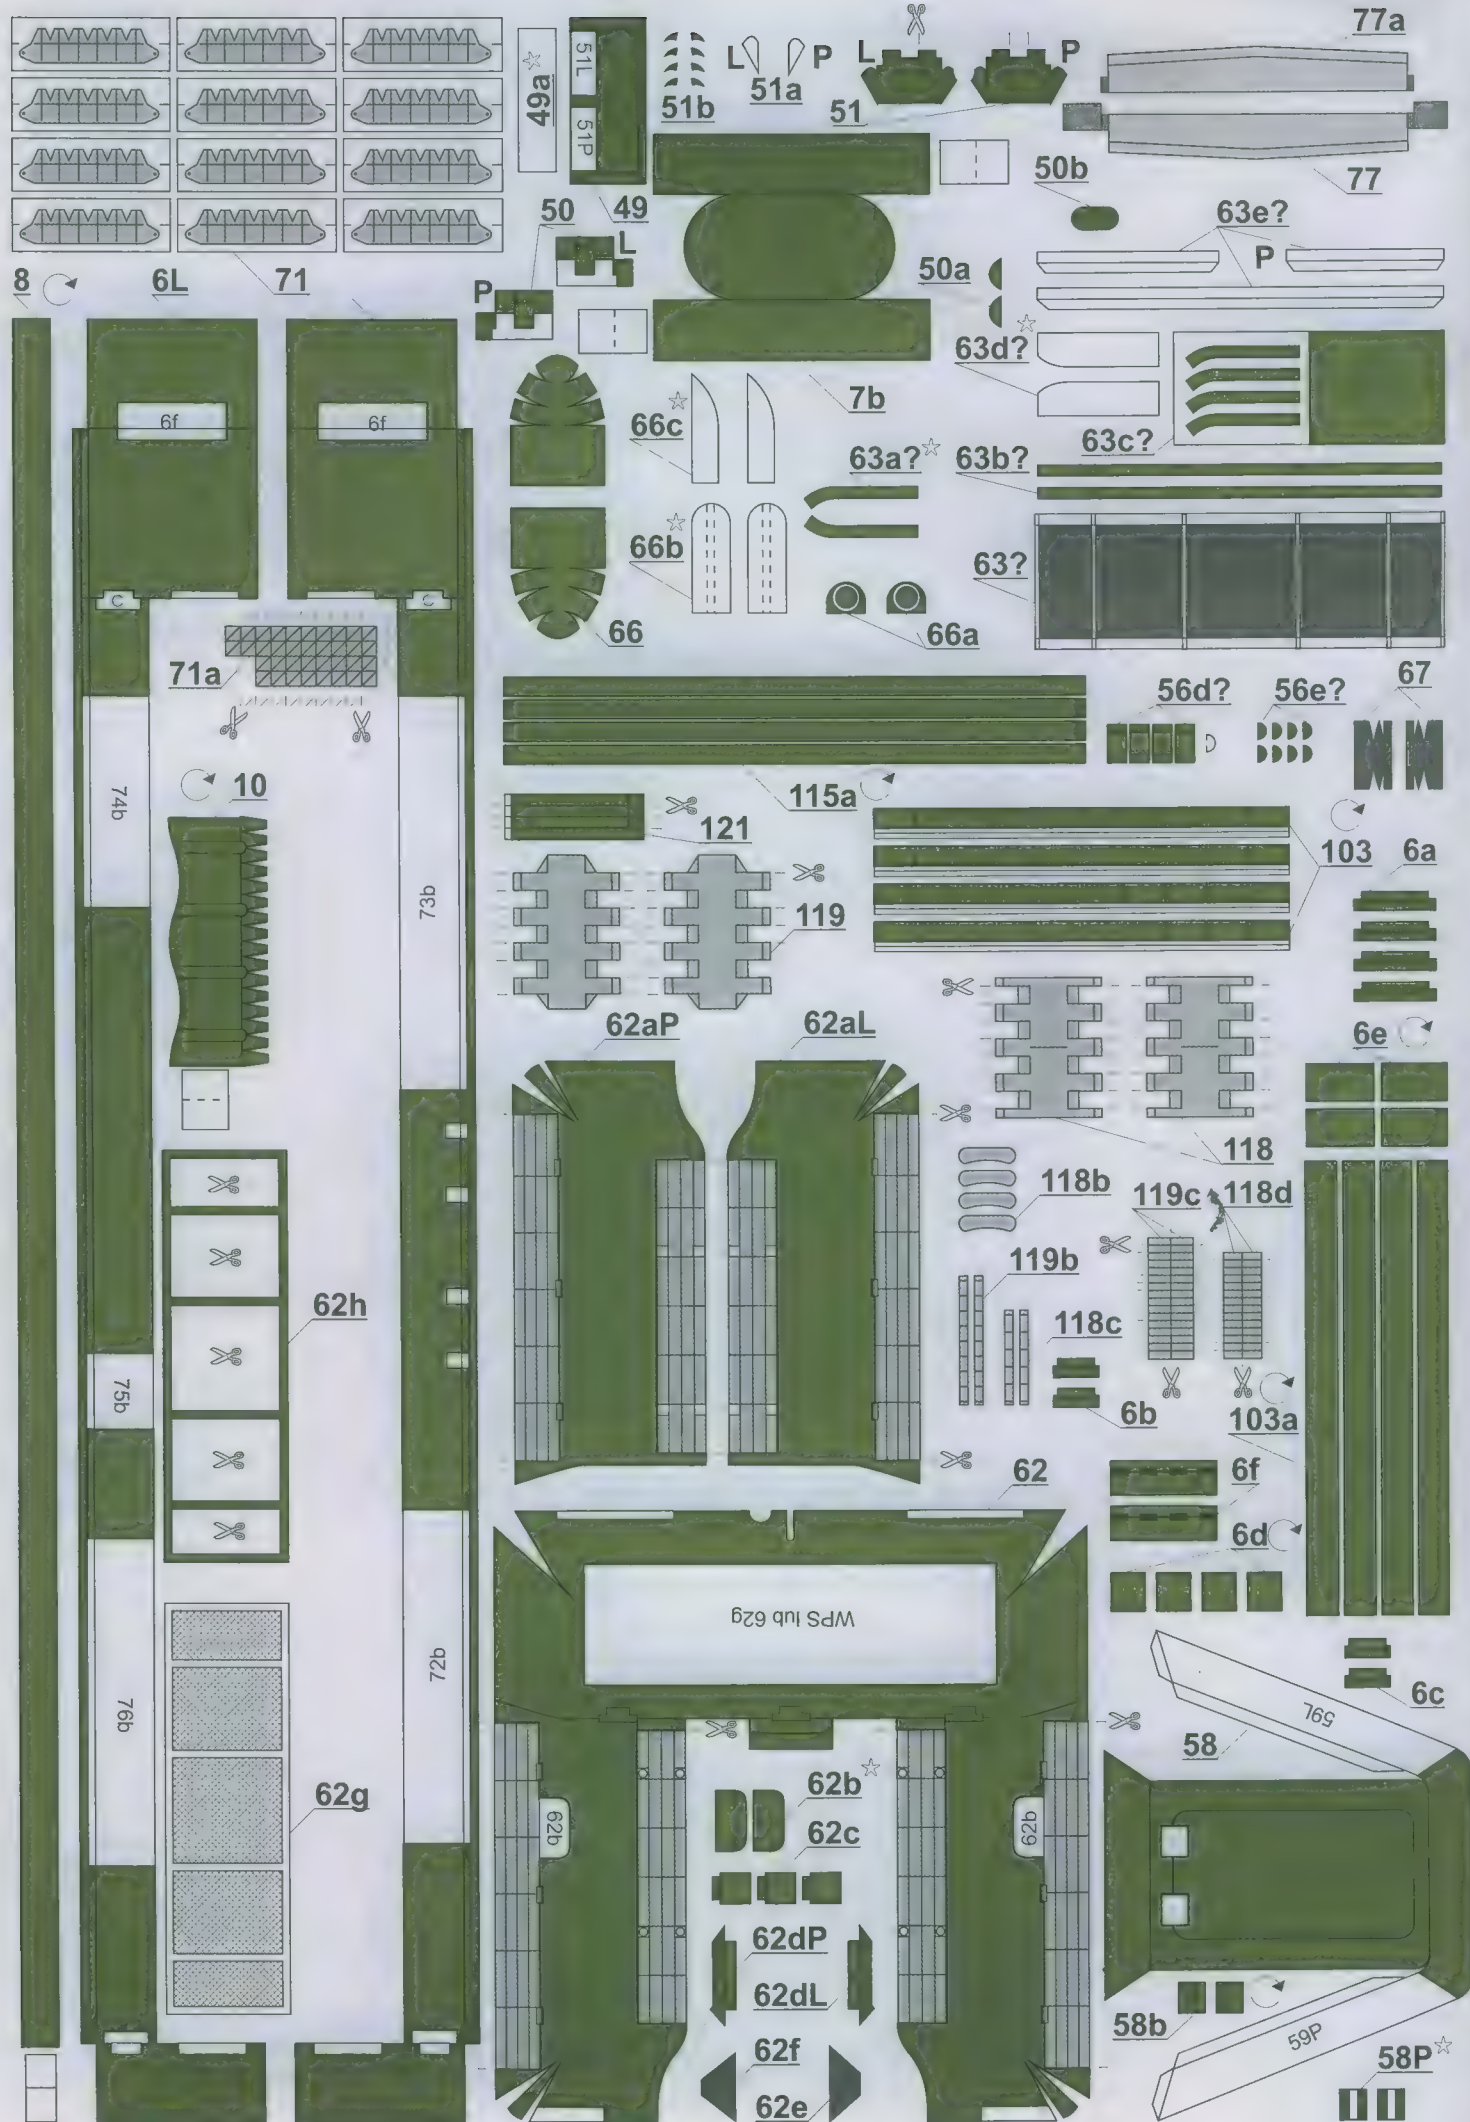 77a
49a
51L
51P
51b
L
P
51a
L
P
51
77
50b
50
49
L
P
63e?
P
50a
8
6L
71
63d?
7b
6f
6f
66c
63a?
63b?
63c?
66b
63?
C
C
66
66a
71a
56d?
56e?
67
74b
10
115a
121
103
6a
73b
119
62aP
62aL
6e
118
118b
119c
118d
119b
62h
118c
75b
6b
103a
62
6f
6d
WPS lub 62g
72b
76b
6c
59L
58
62g
62b
62b
62b
62c
62dP
62dL
58b
59P
62f
58P
62e